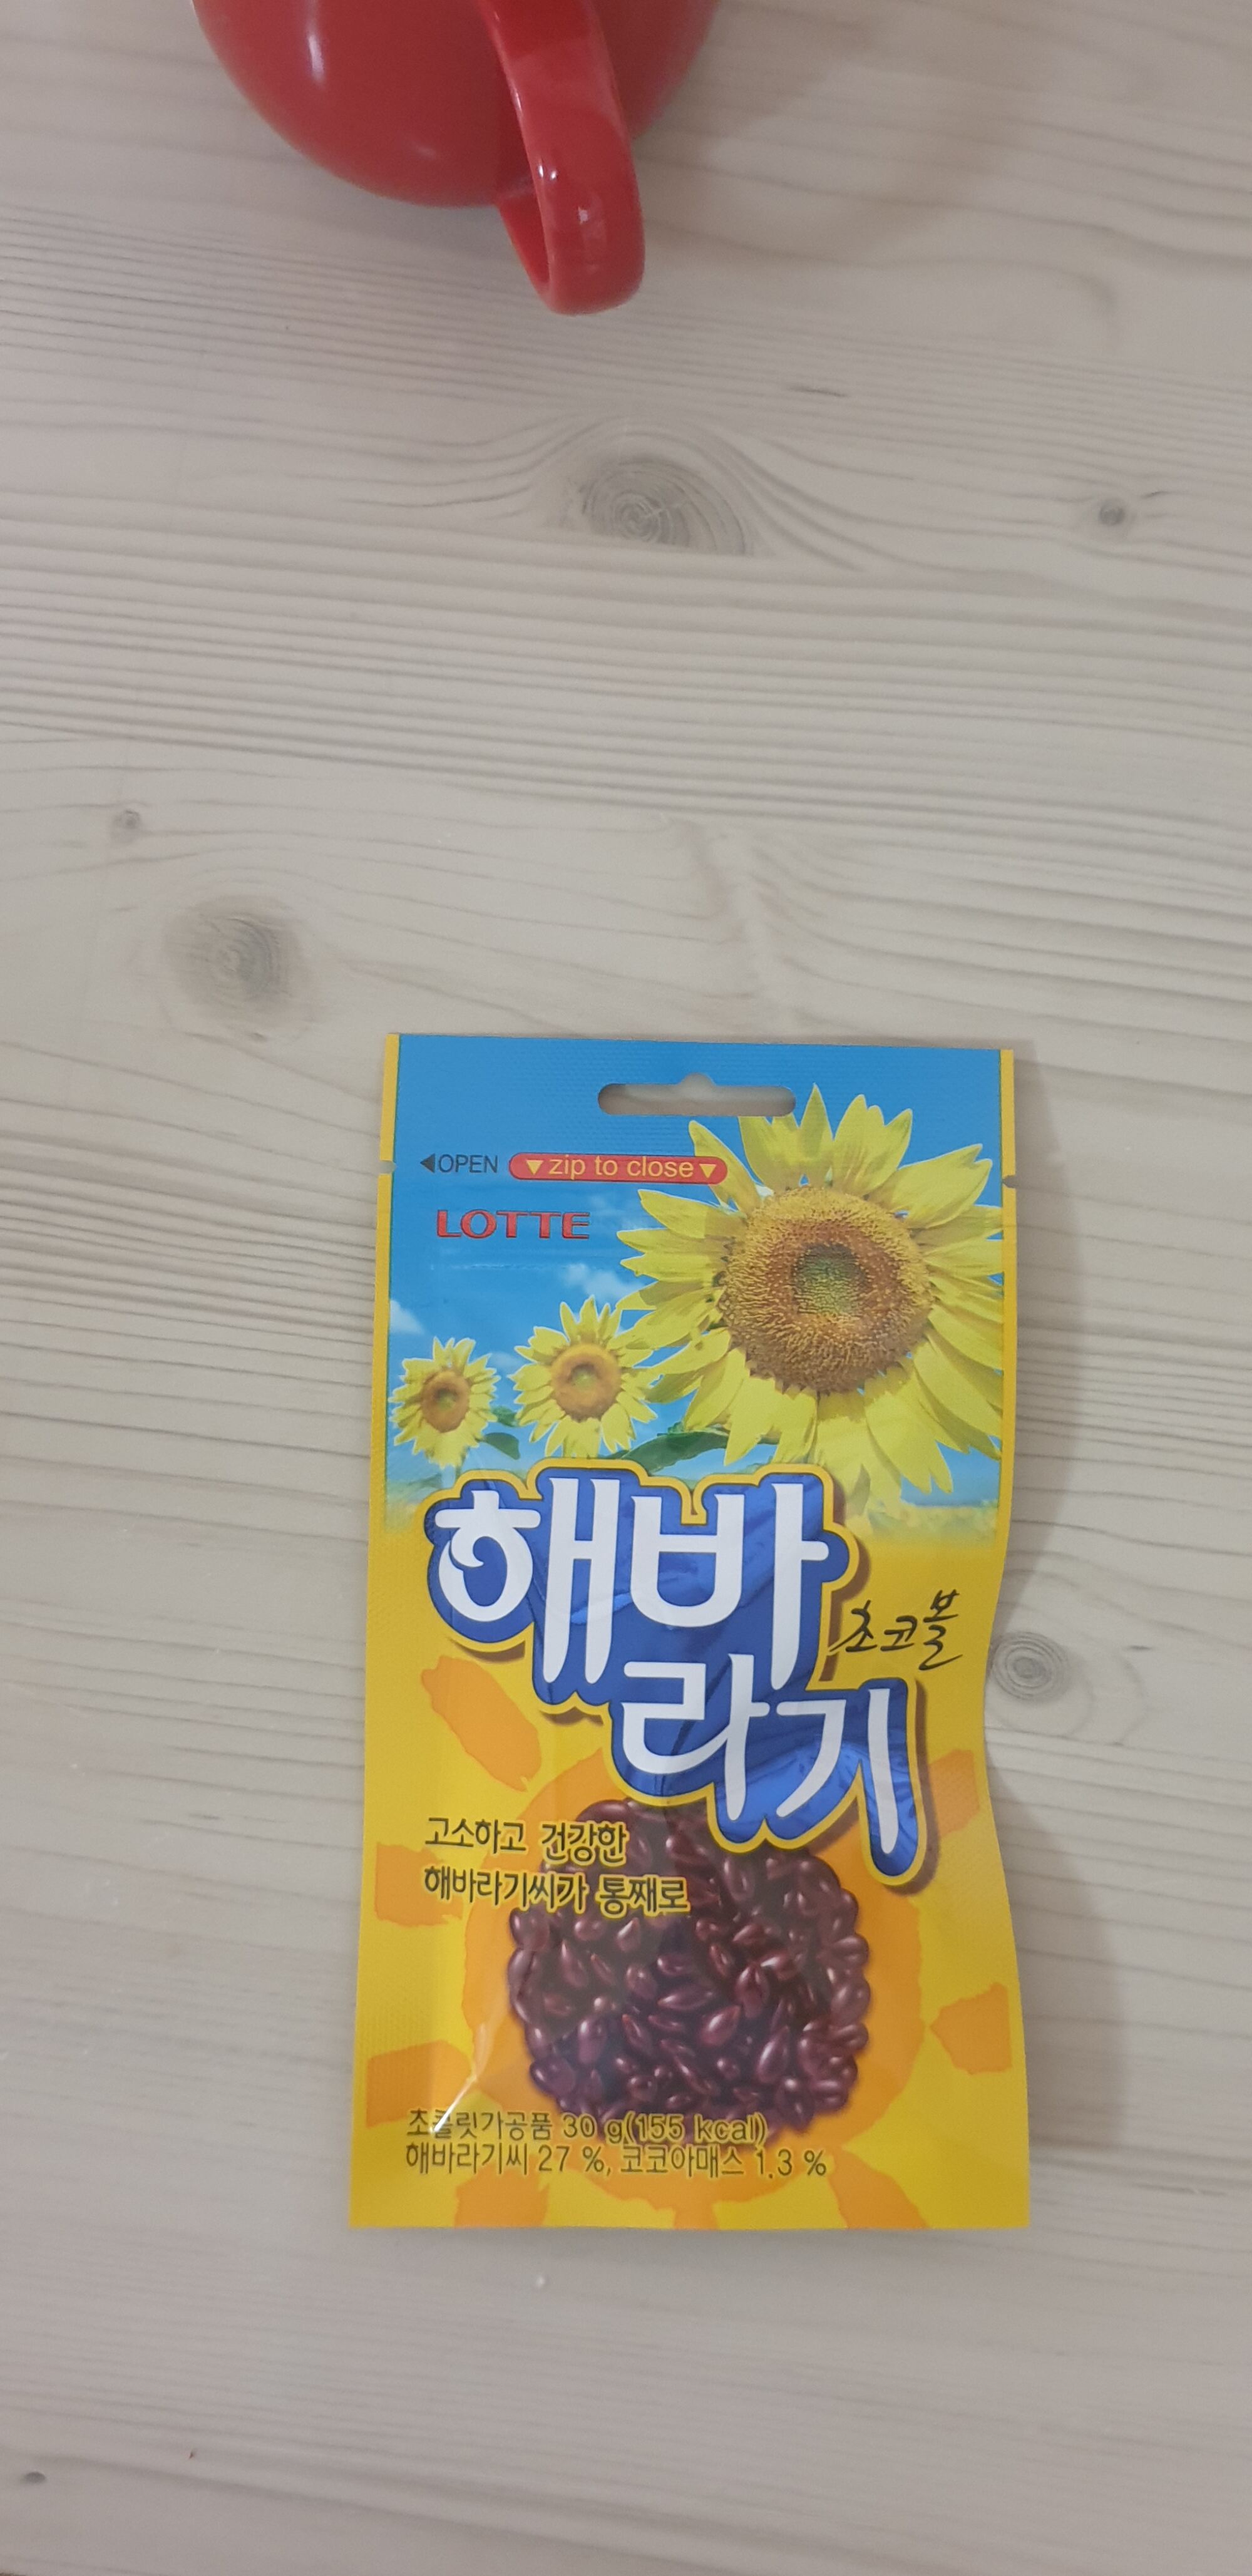 ◀OPEN ▼zip to close▼
LOTTE
해바
라기
초코볼
고소하고 건강한
해바라기씨가 통째로
초콜릿가공품 30 g(155 kcal)
해바라기씨 27 %, 코코아매스 1.3 %